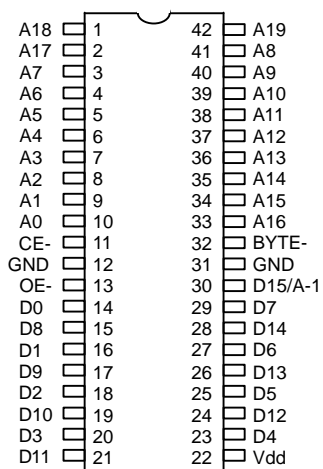 A18 1 42 A19
A17 2 41 A8
A7 3 40 A9
A6 4 39 A10
A5 5 38 A11
A4 6 37 A12
A3 7 36 A13
A2 8 35 A14
A1 9 34 A15
A0 10 33 A16
CE- 11 32 BYTE-
GND 12 31 GND
OE- 13 30 D15/A-1
D0 14 29 D7
D8 15 28 D14
D1 16 27 D6
D9 17 26 D13
D2 18 25 D5
D10 19 24 D12
D3 20 23 D4
D11 21 22 Vdd